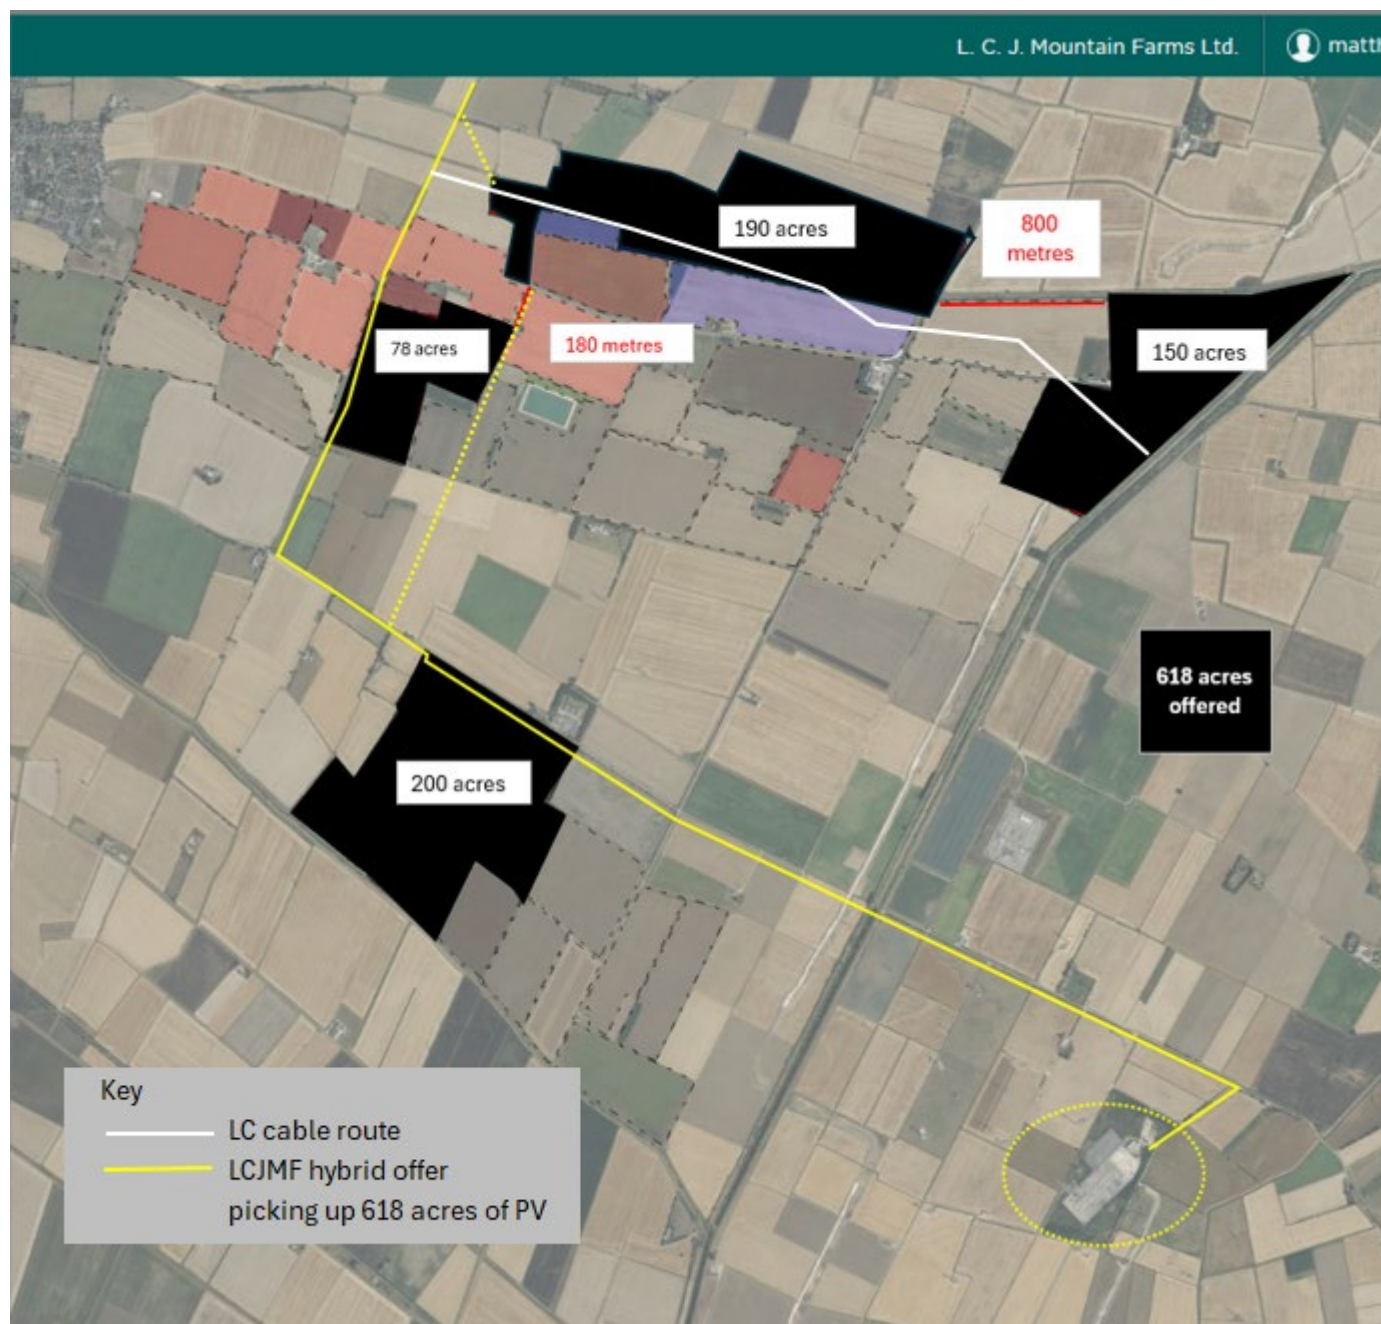 L. C. J. Mountain Farms Ltd.
matth
190 acres
800
metres
78 acres
180 metres
150 acres
618 acres
offered
200 acres
Key
LC cable route
LCJMF hybrid offer
picking up 618 acres of PV